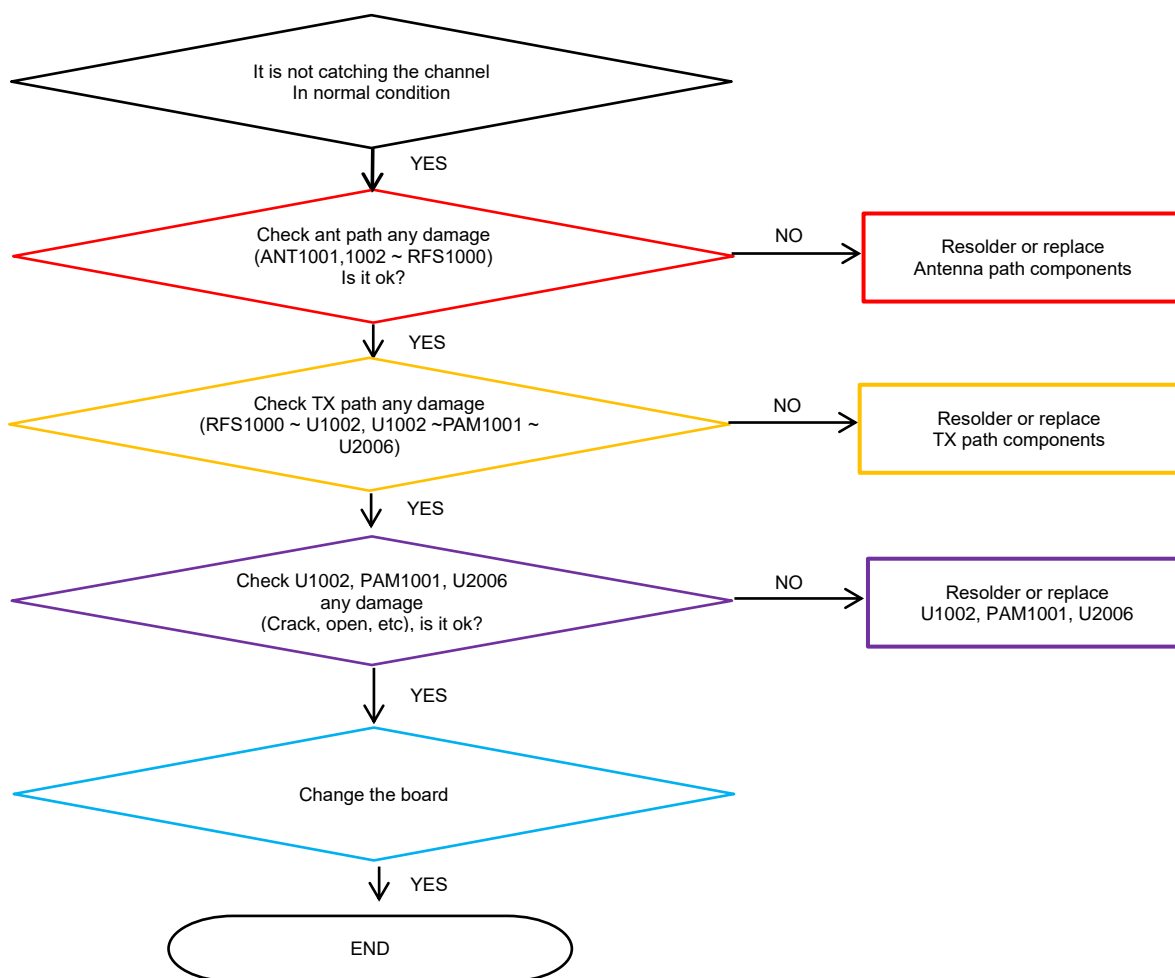 It is not catching the channel
In normal condition
YES
Check ant path any damage
(ANT1001,1002 ~ RFS1000)
Is it ok?
NO
Resolder or replace
Antenna path components
YES
Check TX path any damage
(RFS1000 ~ U1002, U1002 ~PAM1001 ~
U2006)
NO
Resolder or replace
TX path components
YES
Check U1002, PAM1001, U2006
any damage
(Crack, open, etc), is it ok?
NO
Resolder or replace
U1002, PAM1001, U2006
YES
Change the board
YES
END